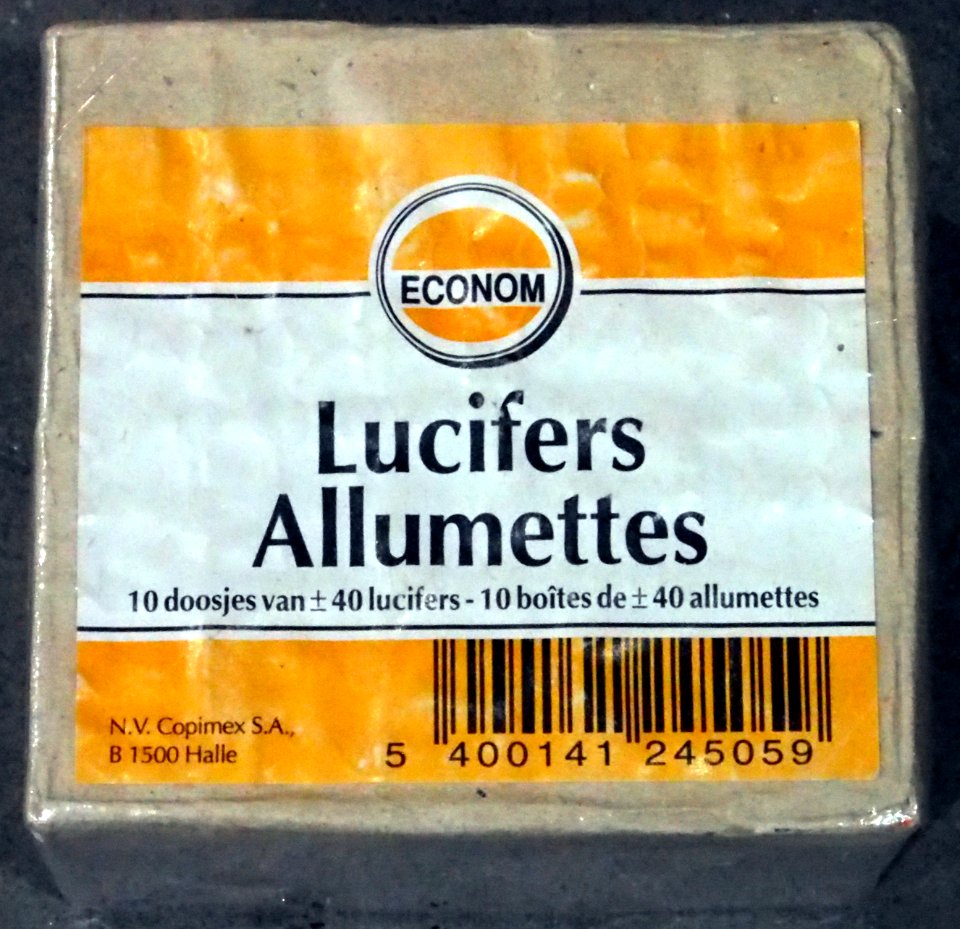 ECONOM
Lucifers
Allumettes
10 doosjes van ± 40 lucifers - 10 boîtes de ± 40 allumettes
N.V. Copimex S.A.,
B 1500 Halle
5 400141 245059